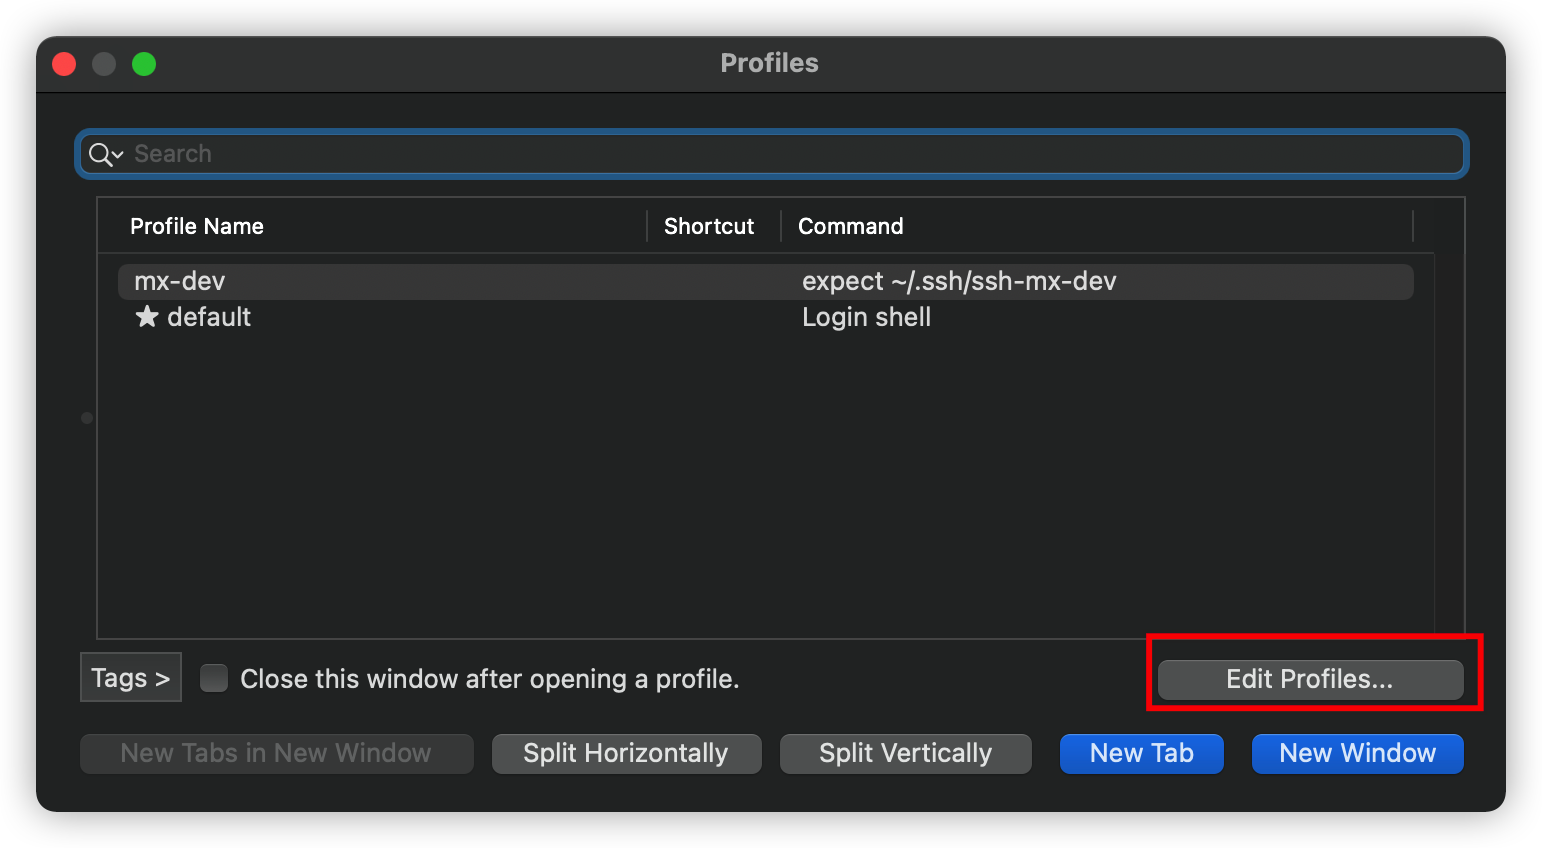 Profiles
Search
Profile Name Shortcut Command
mx-dev expect ~/.ssh/ssh-mx-dev
★ default Login shell
Tags > Close this window after opening a profile. Edit Profiles...
New Tabs in New Window Split Horizontally Split Vertically New Tab New Window